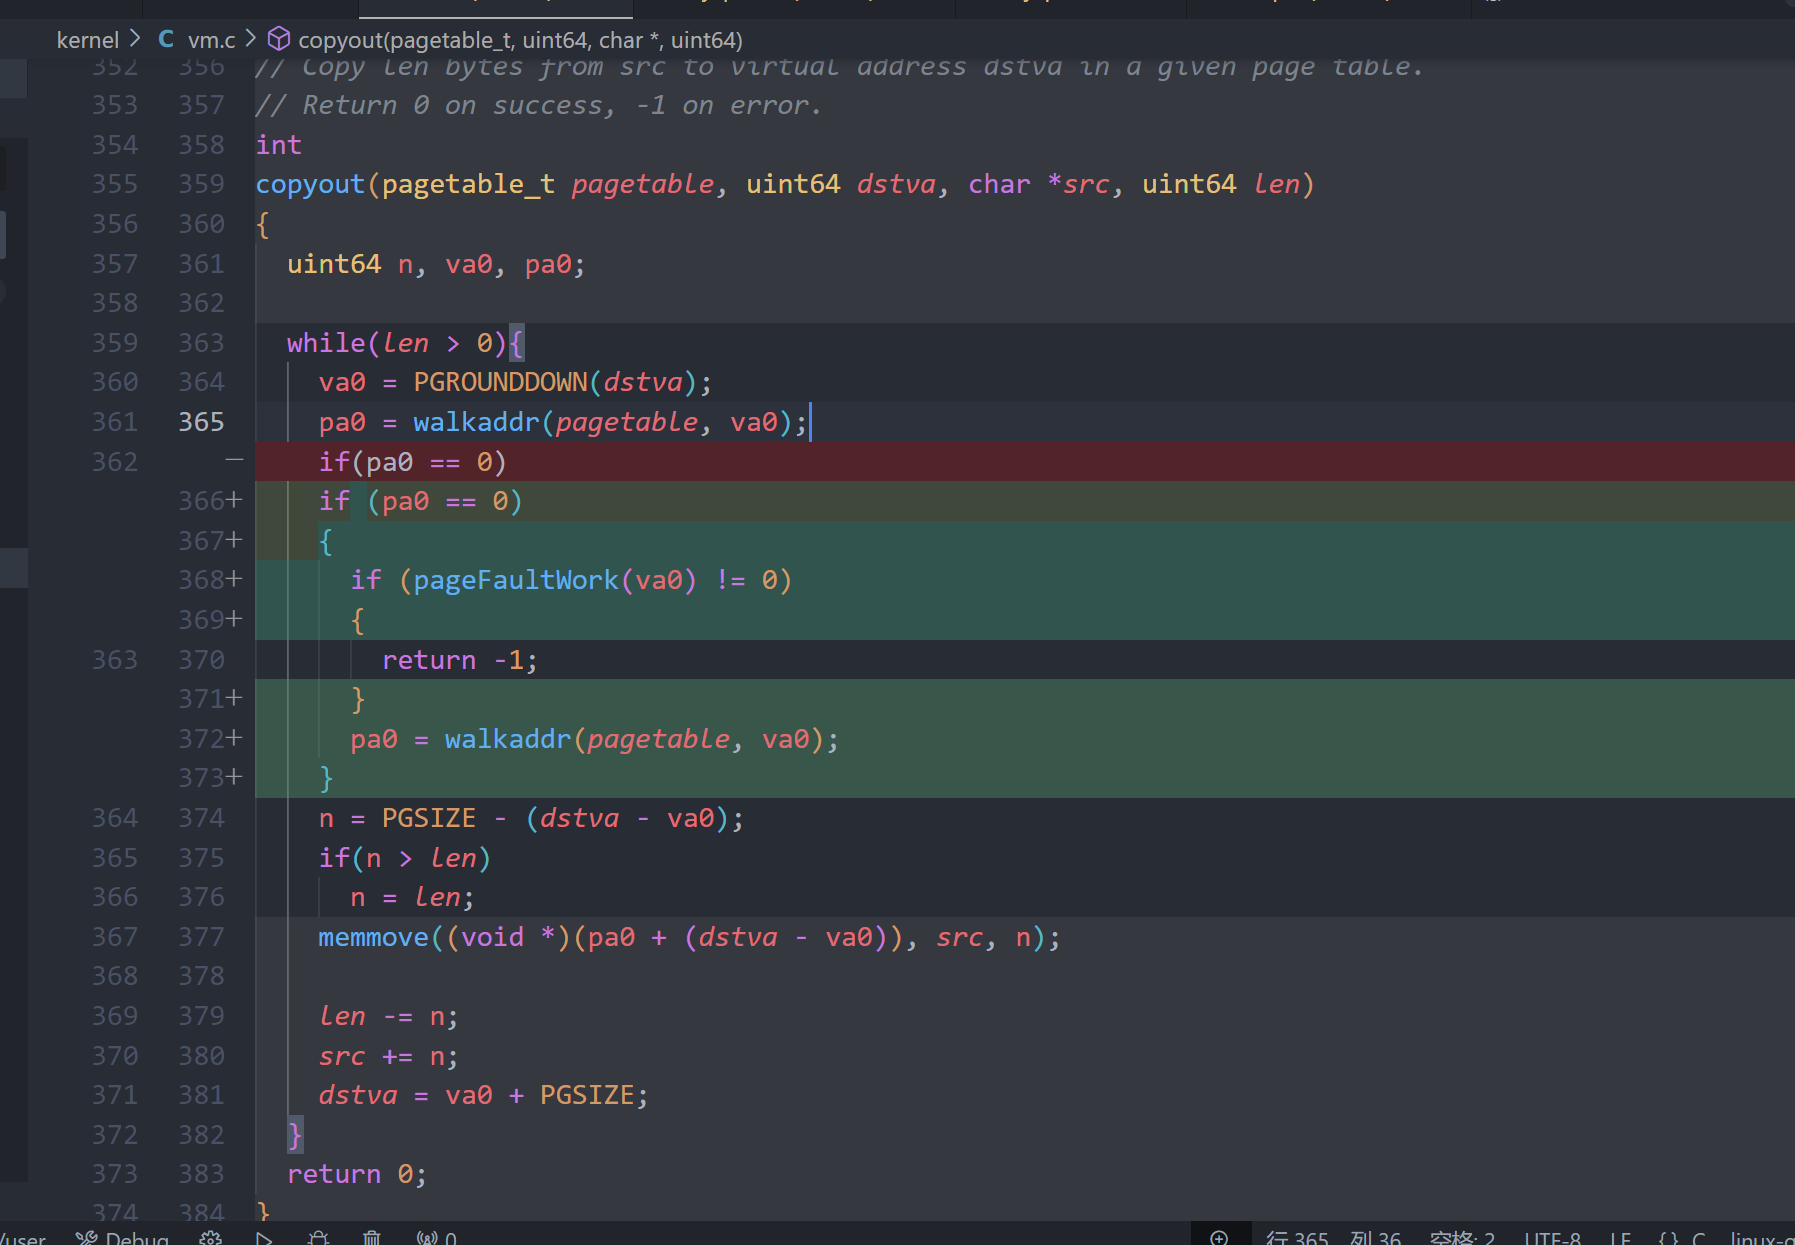 kernel > C vm.c > copyout(pagetable_t, uint64, char *, uint64)
352 356 // Copy len bytes from src to virtual address dstva in a given page table.
353 357 // Return 0 on success, -1 on error.
354 358 int
355 359 copyout(pagetable_t pagetable, uint64 dstva, char *src, uint64 len)
356 360 {
357 361   uint64 n, va0, pa0;
358 362
359 363   while(len > 0){
360 364     va0 = PGROUNDDOWN(dstva);
361 365     pa0 = walkaddr(pagetable, va0);
362 —     if(pa0 == 0)
366+     if (pa0 == 0)
367+     {
368+       if (pageFaultWork(va0) != 0)
369+       {
363 370         return -1;
371+       }
372+       pa0 = walkaddr(pagetable, va0);
373+     }
364 374     n = PGSIZE - (dstva - va0);
365 375     if(n > len)
366 376       n = len;
367 377     memmove((void *)(pa0 + (dstva - va0)), src, n);
368 378
369 379     len -= n;
370 380     src += n;
371 381     dstva = va0 + PGSIZE;
372 382   }
373 383   return 0;
374 384 }
/user Debug 0 行 365 列 36 空格: 2 UTF-8 LF {} C